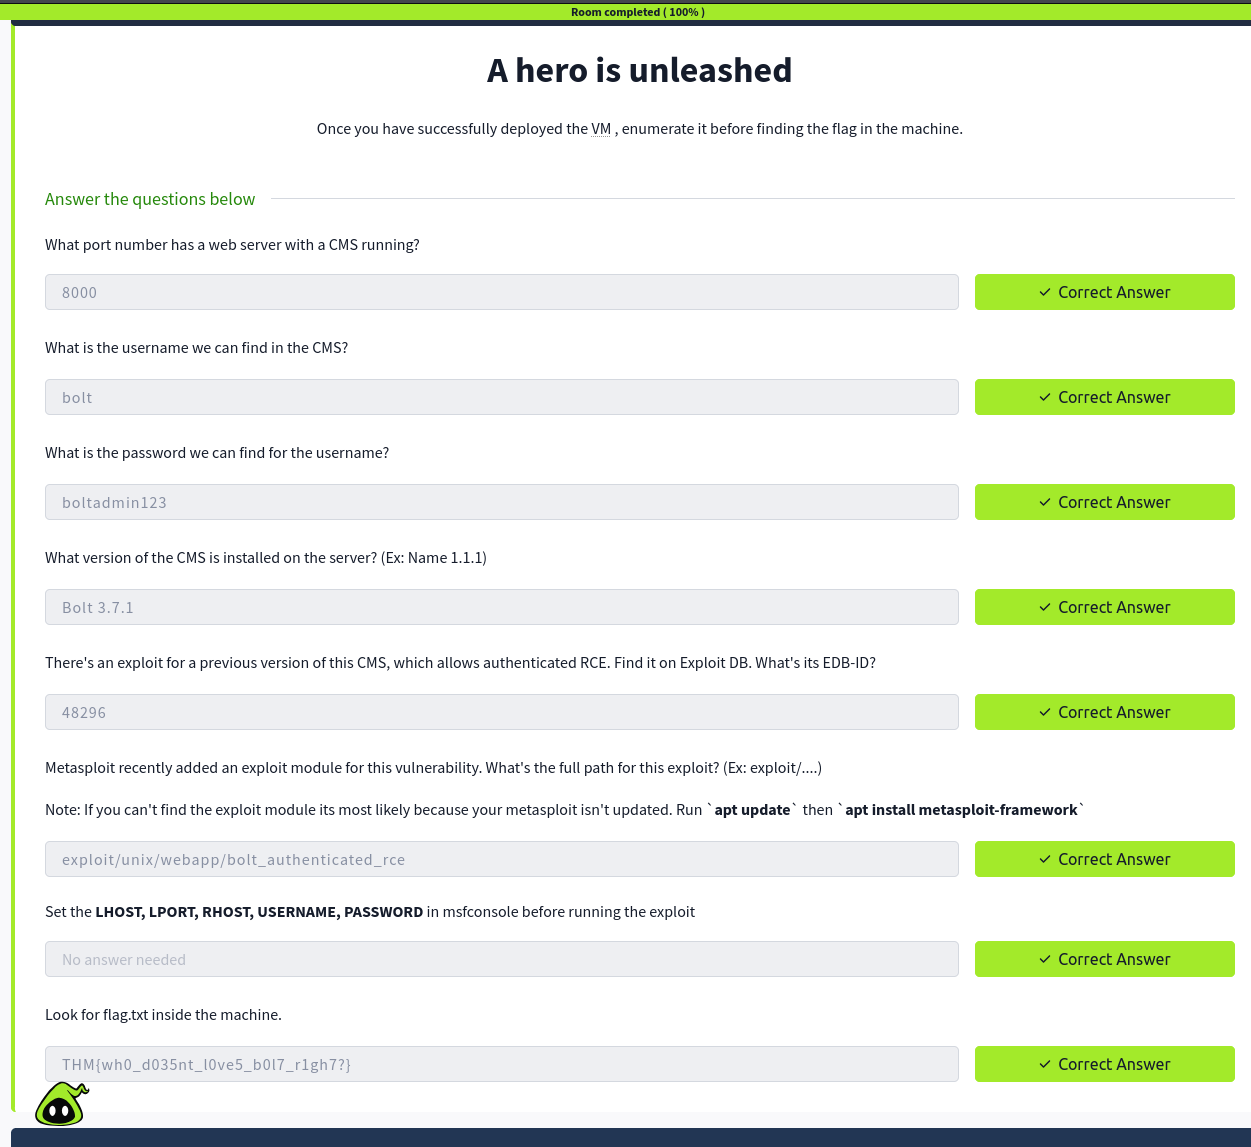 Room completed ( 100% )
A hero is unleashed
Once you have successfully deployed the VM , enumerate it before finding the flag in the machine.
Answer the questions below
What port number has a web server with a CMS running?
8000
✓ Correct Answer
What is the username we can find in the CMS?
bolt
✓ Correct Answer
What is the password we can find for the username?
boltadmin123
✓ Correct Answer
What version of the CMS is installed on the server? (Ex: Name 1.1.1)
Bolt 3.7.1
✓ Correct Answer
There's an exploit for a previous version of this CMS, which allows authenticated RCE. Find it on Exploit DB. What's its EDB-ID?
48296
✓ Correct Answer
Metasploit recently added an exploit module for this vulnerability. What's the full path for this exploit? (Ex: exploit/....)
Note: If you can't find the exploit module its most likely because your metasploit isn't updated. Run `apt update` then `apt install metasploit-framework`
exploit/unix/webapp/bolt_authenticated_rce
✓ Correct Answer
Set the LHOST, LPORT, RHOST, USERNAME, PASSWORD in msfconsole before running the exploit
No answer needed
✓ Correct Answer
Look for flag.txt inside the machine.
THM{wh0_d035nt_l0ve5_b0l7_r1gh7?}
✓ Correct Answer